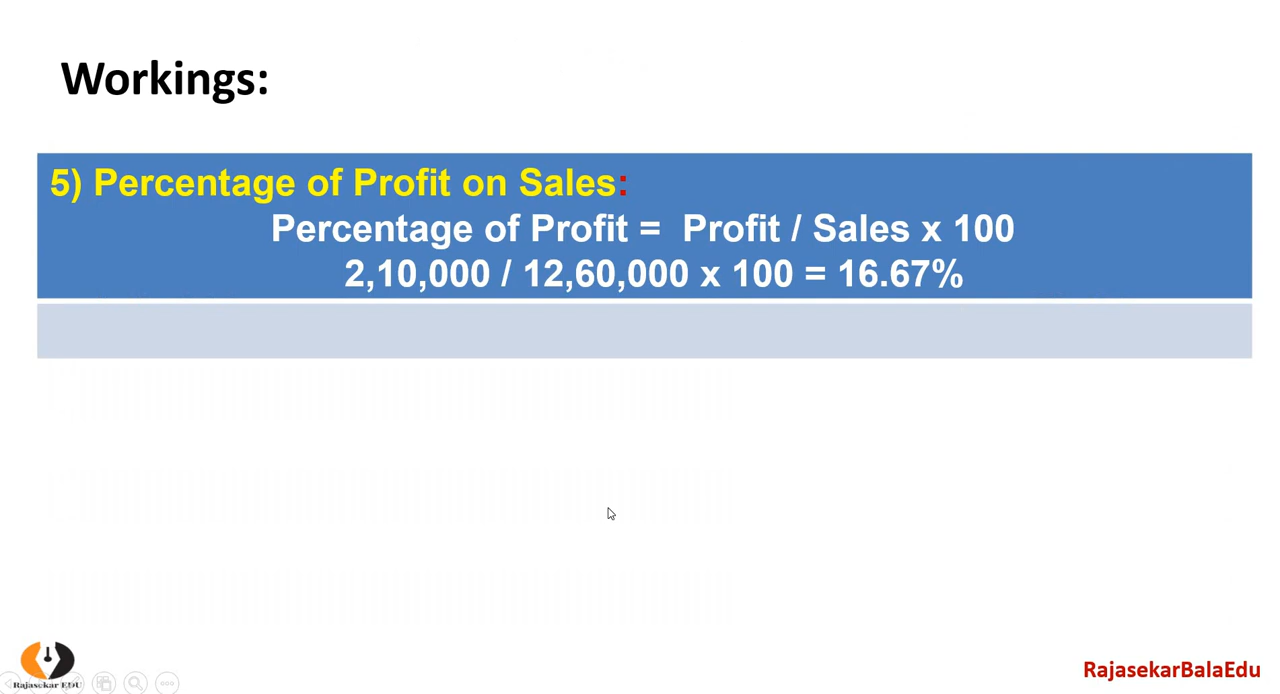 Workings:
5) Percentage of Profit on Sales:
Percentage of Profit = Profit / Sales x 100
2,10,000 / 12,60,000 x 100 = 16.67%
Rajasekar EDU
RajasekarBalaEdu